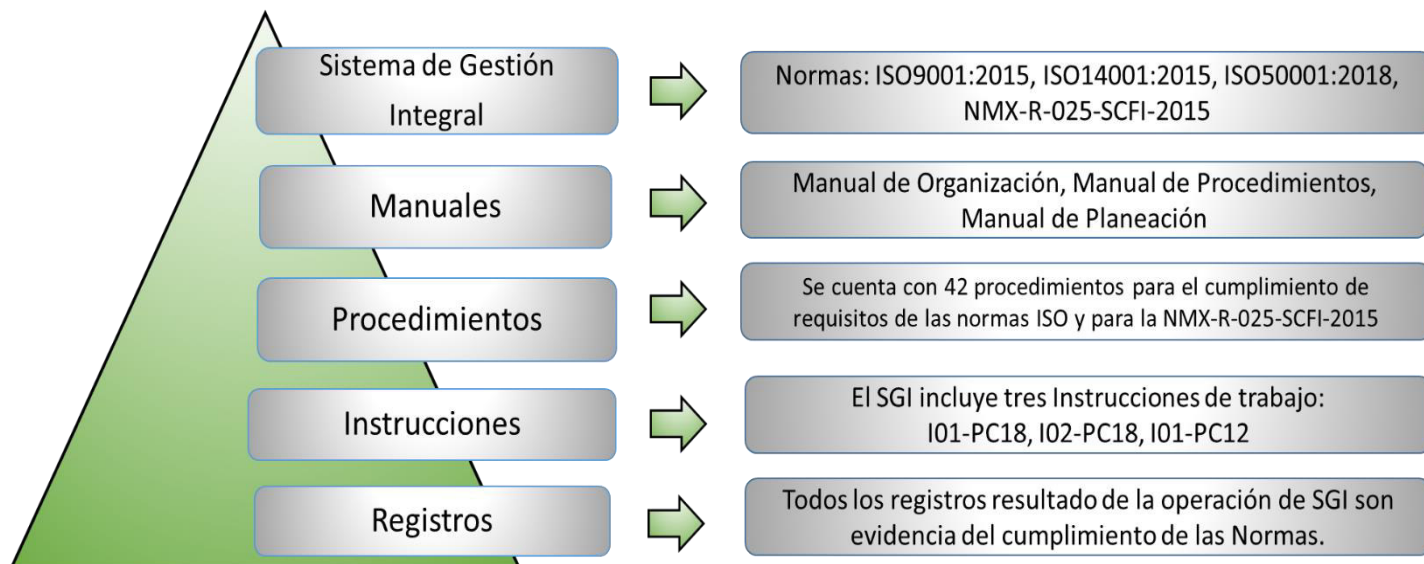 Sistema de Gestión
Integral
Normas: ISO9001:2015, ISO14001:2015, ISO50001:2018,
NMX-R-025-SCFI-2015
Manuales
Manual de Organización, Manual de Procedimientos,
Manual de Planeación
Procedimientos
Se cuenta con 42 procedimientos para el cumplimiento de
requisitos de las normas ISO y para la NMX-R-025-SCFI-2015
Instrucciones
El SGI incluye tres Instrucciones de trabajo:
I01-PC18, I02-PC18, I01-PC12
Registros
Todos los registros resultado de la operación de SGI son
evidencia del cumplimiento de las Normas.